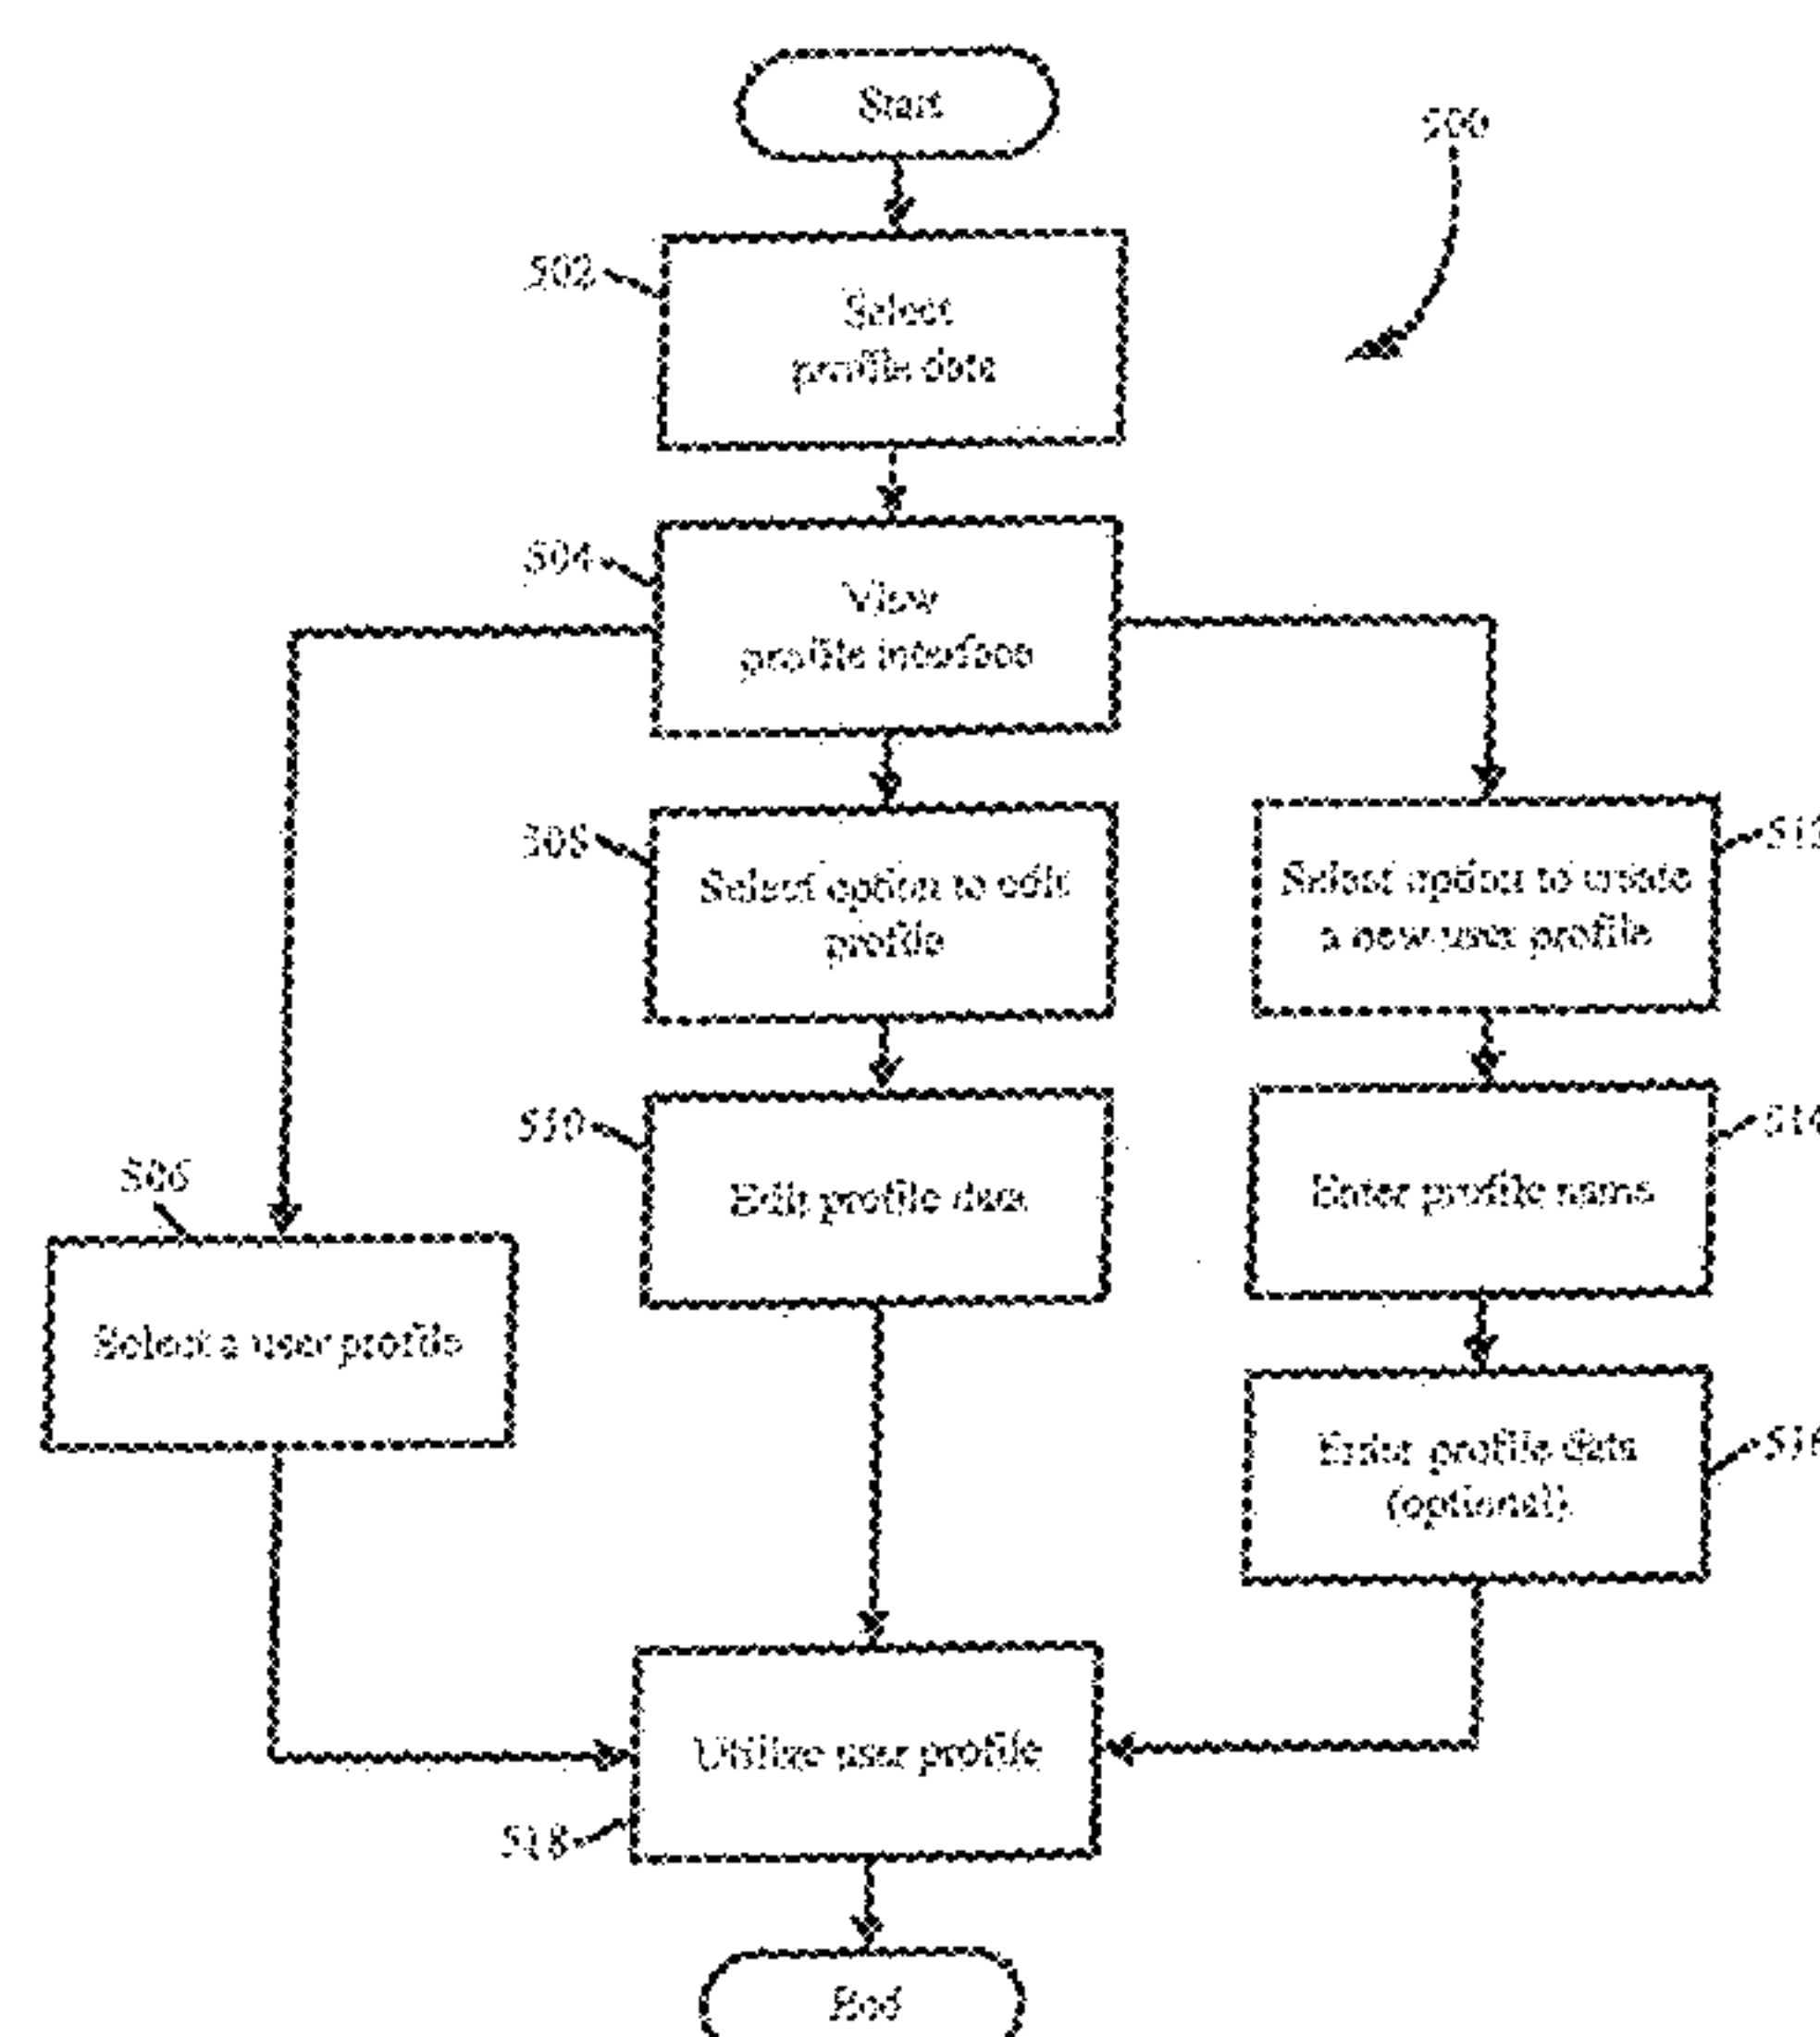 Start
500
502
Select
profile data
504
View
profile interface
508
Select option to edit
profile
Select option to create
a new user profile
510
Edit profile data
Enter profile name
506
Select a user profile
Enter profile data
(optional)
Utilize user profile
518
End